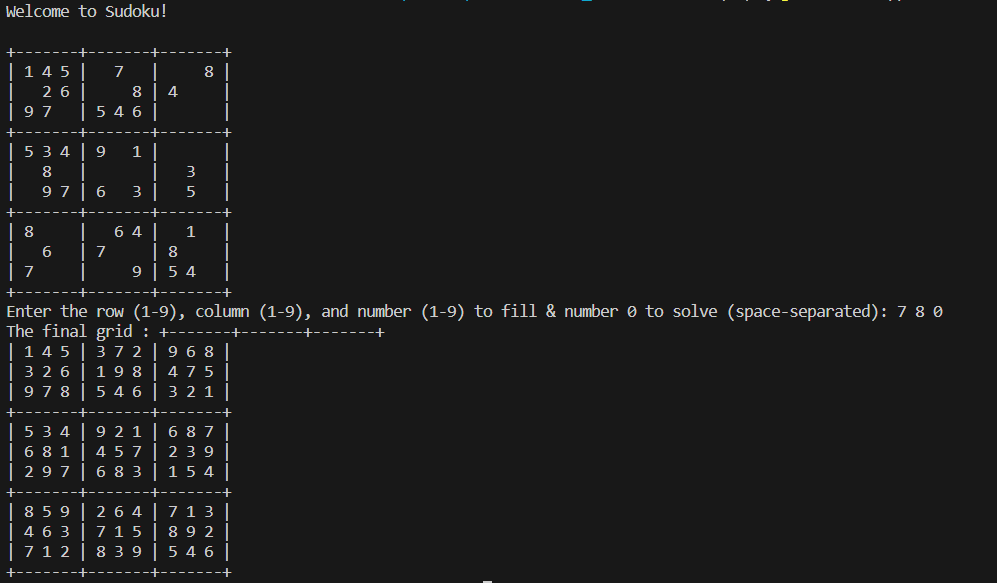 Welcome to Sudoku!
+-------+-------+-------+
| 1 4 5 |   7   |     8 |
|   2 6 |     8 | 4     |
| 9 7   | 5 4 6 |       |
+-------+-------+-------+
| 5 3 4 | 9   1 |       |
|   8   |       |   3   |
|   9 7 | 6   3 |   5   |
+-------+-------+-------+
| 8     |   6 4 |   1   |
|   6   | 7     | 8     |
| 7     |     9 | 5 4   |
+-------+-------+-------+
Enter the row (1-9), column (1-9), and number (1-9) to fill & number 0 to solve (space-separated): 7 8 0
The final grid : +-------+-------+-------+
| 1 4 5 | 3 7 2 | 9 6 8 |
| 3 2 6 | 1 9 8 | 4 7 5 |
| 9 7 8 | 5 4 6 | 3 2 1 |
+-------+-------+-------+
| 5 3 4 | 9 2 1 | 6 8 7 |
| 6 8 1 | 4 5 7 | 2 3 9 |
| 2 9 7 | 6 8 3 | 1 5 4 |
+-------+-------+-------+
| 8 5 9 | 2 6 4 | 7 1 3 |
| 4 6 3 | 7 1 5 | 8 9 2 |
| 7 1 2 | 8 3 9 | 5 4 6 |
+-------+-------+-------+